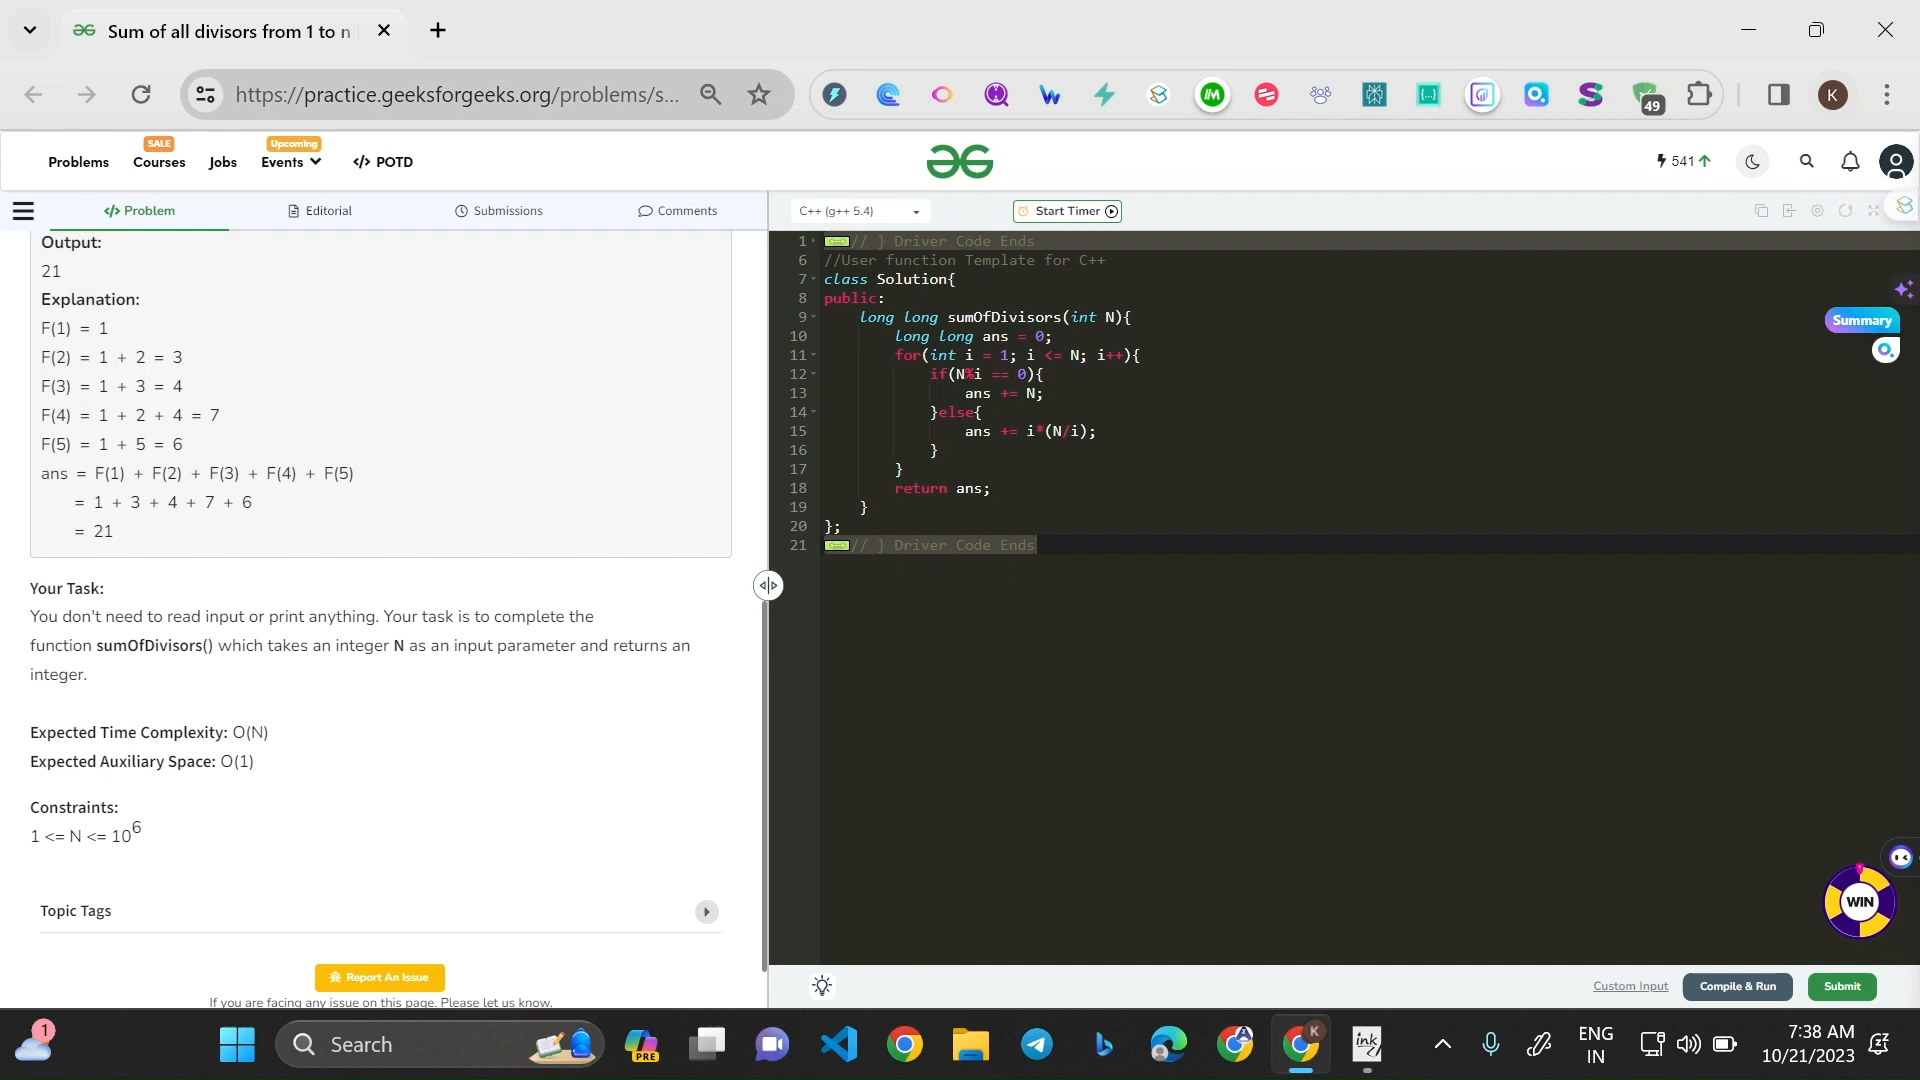 Sum of all divisors from 1 to n
https://practice.geeksforgeeks.org/problems/s...
49
K
Problems
SALE
Courses
Jobs
Upcoming
Events
</> POTD
541
</> Problem
Editorial
Submissions
Comments
Output:
21
Explanation:
F(1) = 1
F(2) = 1 + 2 = 3
F(3) = 1 + 3 = 4
F(4) = 1 + 2 + 4 = 7
F(5) = 1 + 5 = 6
ans = F(1) + F(2) + F(3) + F(4) + F(5)
= 1 + 3 + 4 + 7 + 6
= 21
Your Task:
You don't need to read input or print anything. Your task is to complete the
function sumOfDivisors() which takes an integer N as an input parameter and returns an
integer.
Expected Time Complexity: O(N)
Expected Auxiliary Space: O(1)
Constraints:
1 <= N <= 10^6
Topic Tags
Report An Issue
If you are facing any issue on this page. Please let us know.
C++ (g++ 5.4)
Start Timer
1 // } Driver Code Ends
6 //User function Template for C++
7 class Solution{
8 public:
9 long long sumOfDivisors(int N){
10 long long ans = 0;
11 for(int i = 1; i <= N; i++){
12 if(N%i == 0){
13 ans += N;
14 }else{
15 ans += i*(N/i);
16 }
17 }
18 return ans;
19 }
20 };
21 // } Driver Code Ends
Summary
WIN
Custom Input
Compile & Run
Submit
1
Search
PRE
K
ink
ENG
IN
7:38 AM
10/21/2023